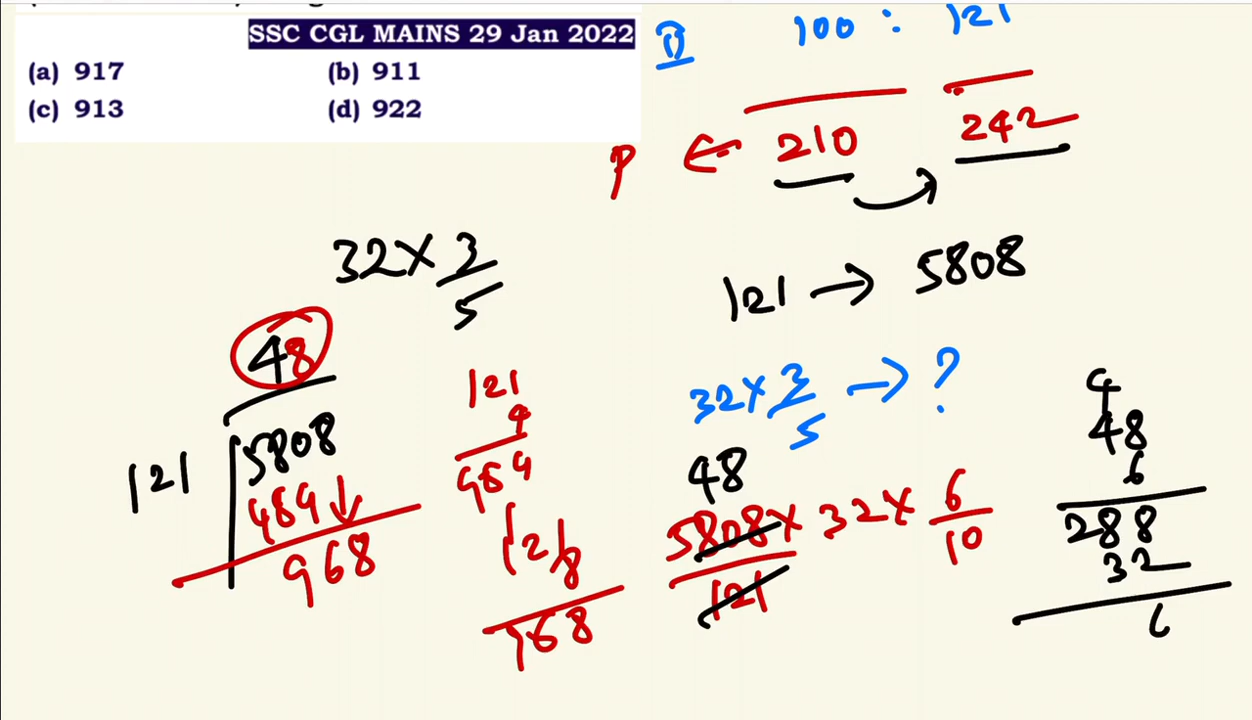 SSC CGL MAINS 29 Jan 2022
(a) 917 (b) 911
(c) 913 (d) 922
II 100 : 121
P ← 210 242
121 → 5808
32 × 3/5
32 × 3/5 → ?
48
121 5808
484 ↓
968
121
4
484
121
8
968
48
5808 × 32 × 6/10
121
4
48
6
288
32
6